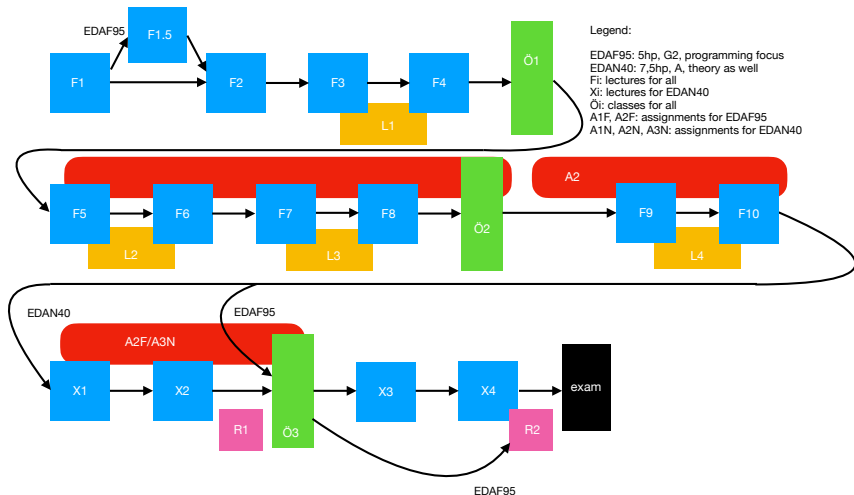 EDAF95
F1.5
F1
F2
F3
F4
Ö1
L1
Legend:
EDAF95: 5hp, G2, programming focus
EDAN40: 7,5hp, A, theory as well
Fi: lectures for all
Xi: lectures for EDAN40
Öi: classes for all
A1F, A2F: assignments for EDAF95
A1N, A2N, A3N: assignments for EDAN40
A2
F5
F6
F7
F8
Ö2
F9
F10
L2
L3
L4
EDAN40
EDAF95
A2F/A3N
X1
X2
Ö3
X3
X4
exam
R1
R2
EDAF95